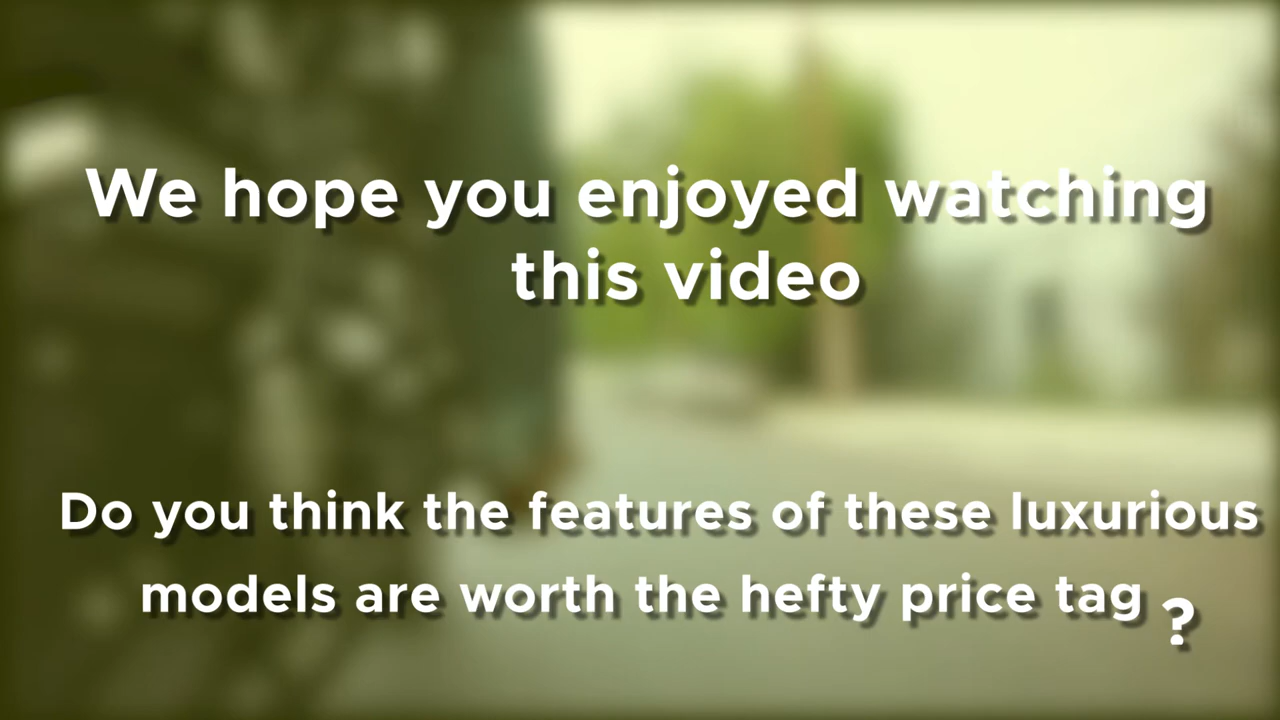 We hope you enjoyed watching
this video
Do you think the features of these luxurious
models are worth the hefty price tag ?